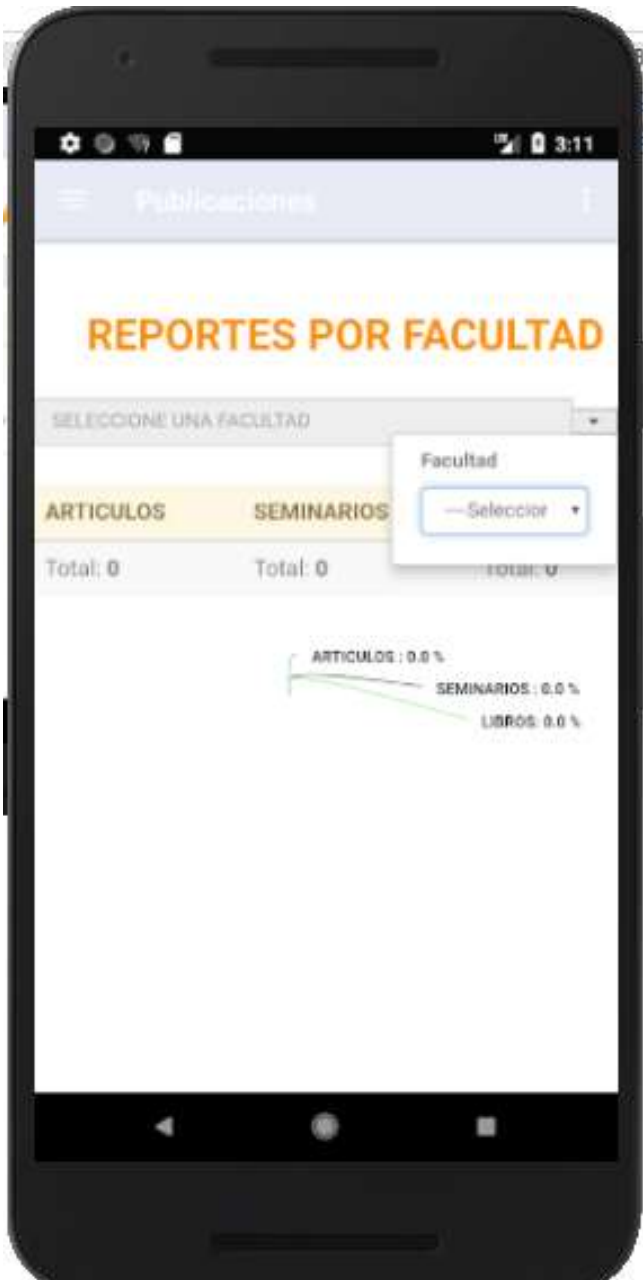 3:11
Publicaciones
REPORTES POR FACULTAD
SELECCIONE UNA FACULTAD
Facultad
---Seleccior
ARTICULOS SEMINARIOS
Total: 0 Total: 0 Total: 0
ARTICULOS : 0.0 %
SEMINARIOS : 0.0 %
LIBROS: 0.0 %